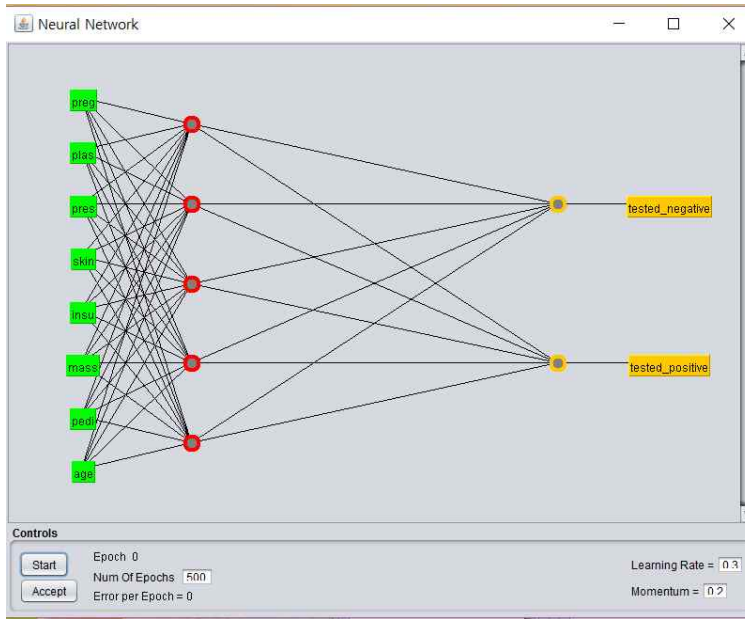 Neural Network
preg
plas
pres
skin
insu
mass
pedi
age
tested_negative
tested_positive
Controls
Start
Accept
Epoch 0
Num Of Epochs 500
Error per Epoch = 0
Learning Rate = 0.3
Momentum = 0.2